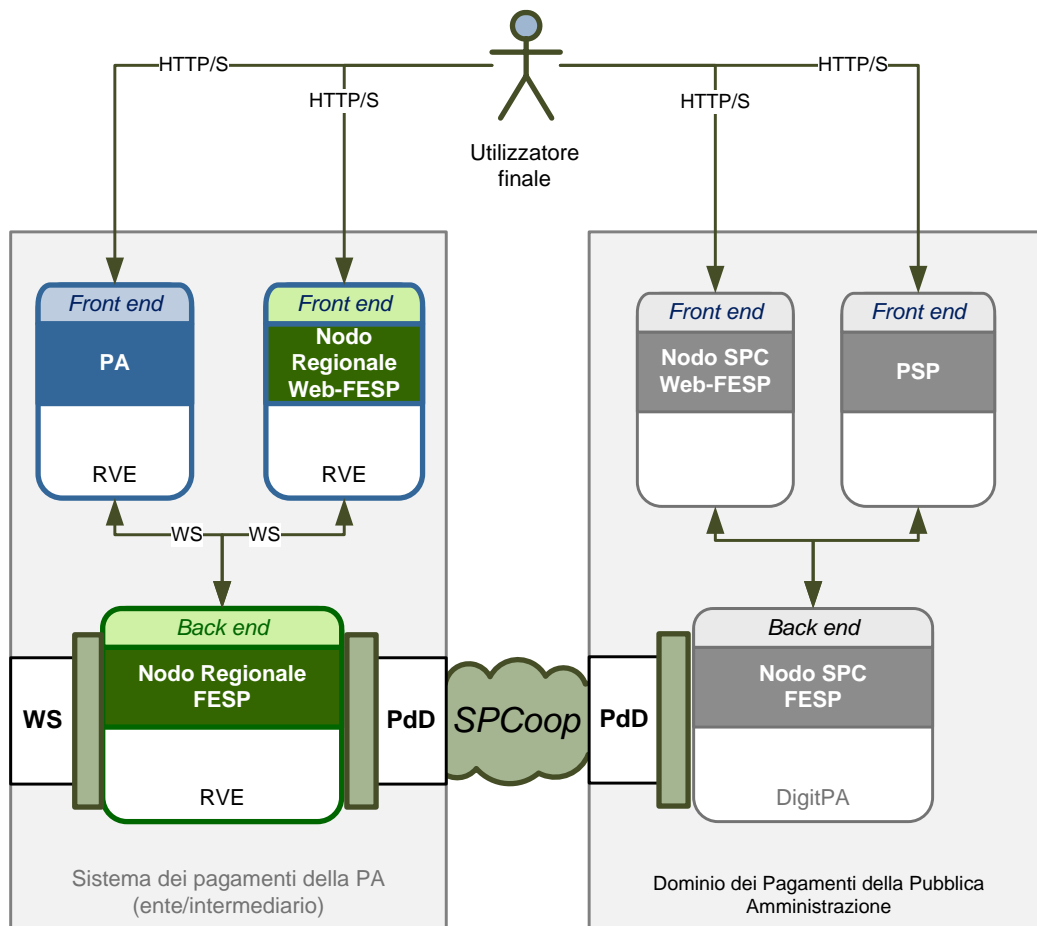 HTTP/S
HTTP/S
HTTP/S
HTTP/S
Utilizzatore
finale
Front end
PA
RVE
Front end
Nodo
Regionale
Web-FESP
RVE
Front end
Nodo SPC
Web-FESP
Front end
PSP
WS
WS
Back end
Nodo Regionale
FESP
RVE
WS
PdD
SPCoop
PdD
Back end
Nodo SPC
FESP
DigitPA
Sistema dei pagamenti della PA
(ente/intermediario)
Dominio dei Pagamenti della Pubblica
Amministrazione